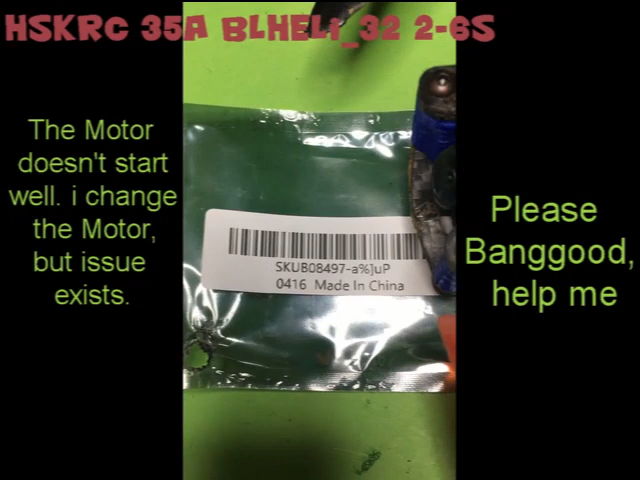 HSKRC 35A BLHELI_32 2-6S
The Motor
doesn't start
well. i change
the Motor,
but issue
exists.
SKUB08497-a%]uP
0416 Made In China
Please
Banggood,
help me